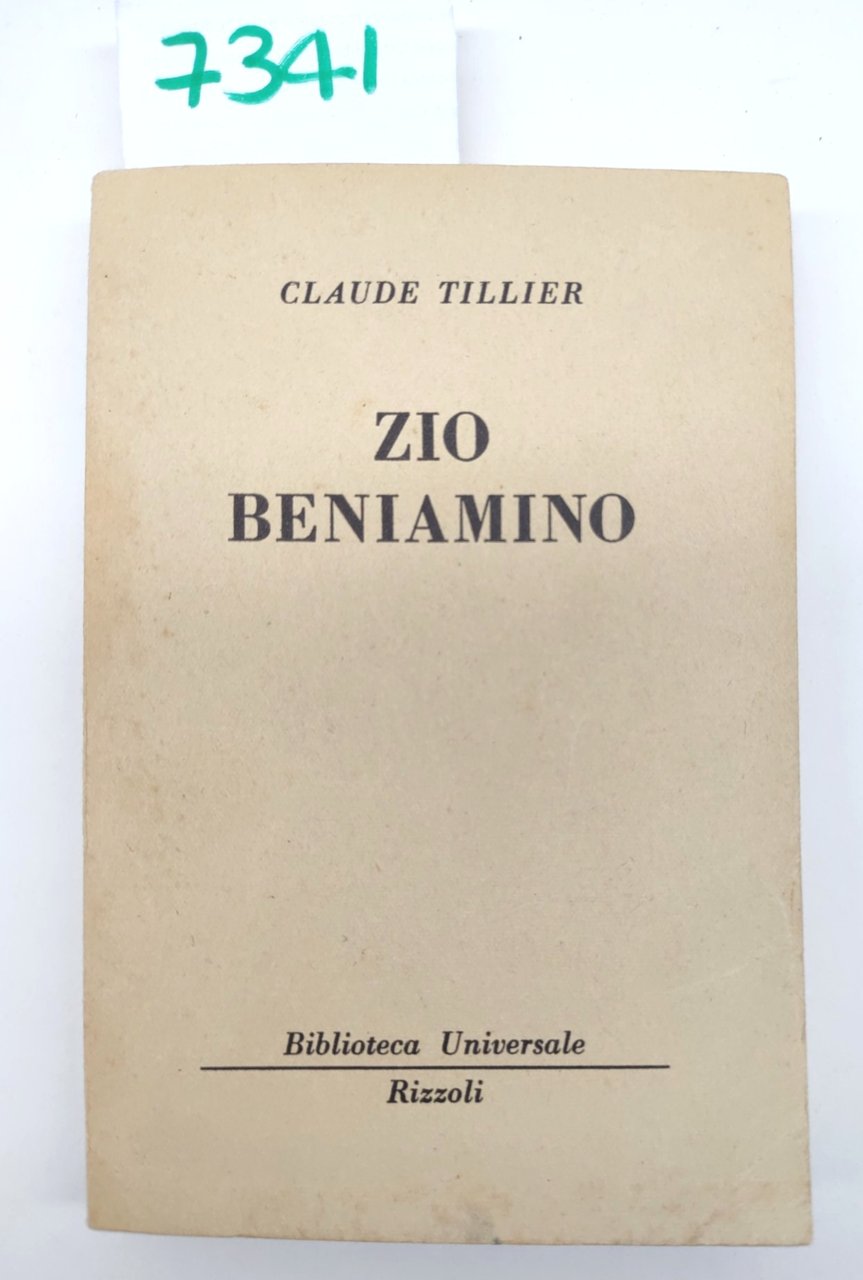 7341
CLAUDE TILLIER
ZIO
BENIAMINO
Biblioteca Universale
Rizzoli